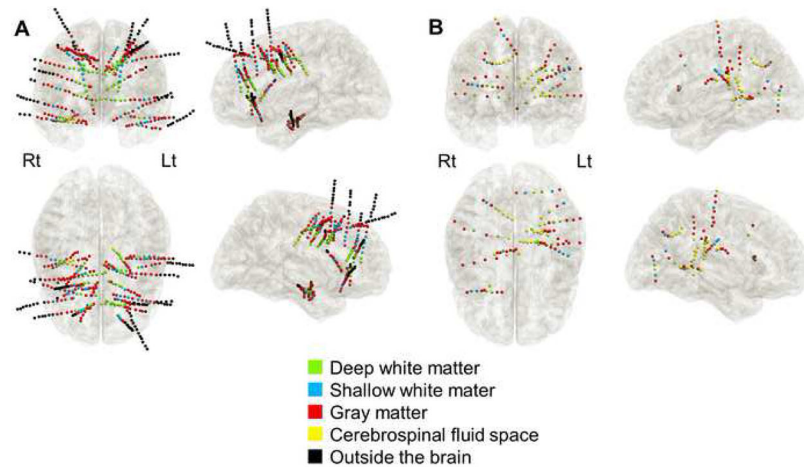 A
B
Rt Lt
Rt Lt
Deep white matter
Shallow white mater
Gray matter
Cerebrospinal fluid space
Outside the brain